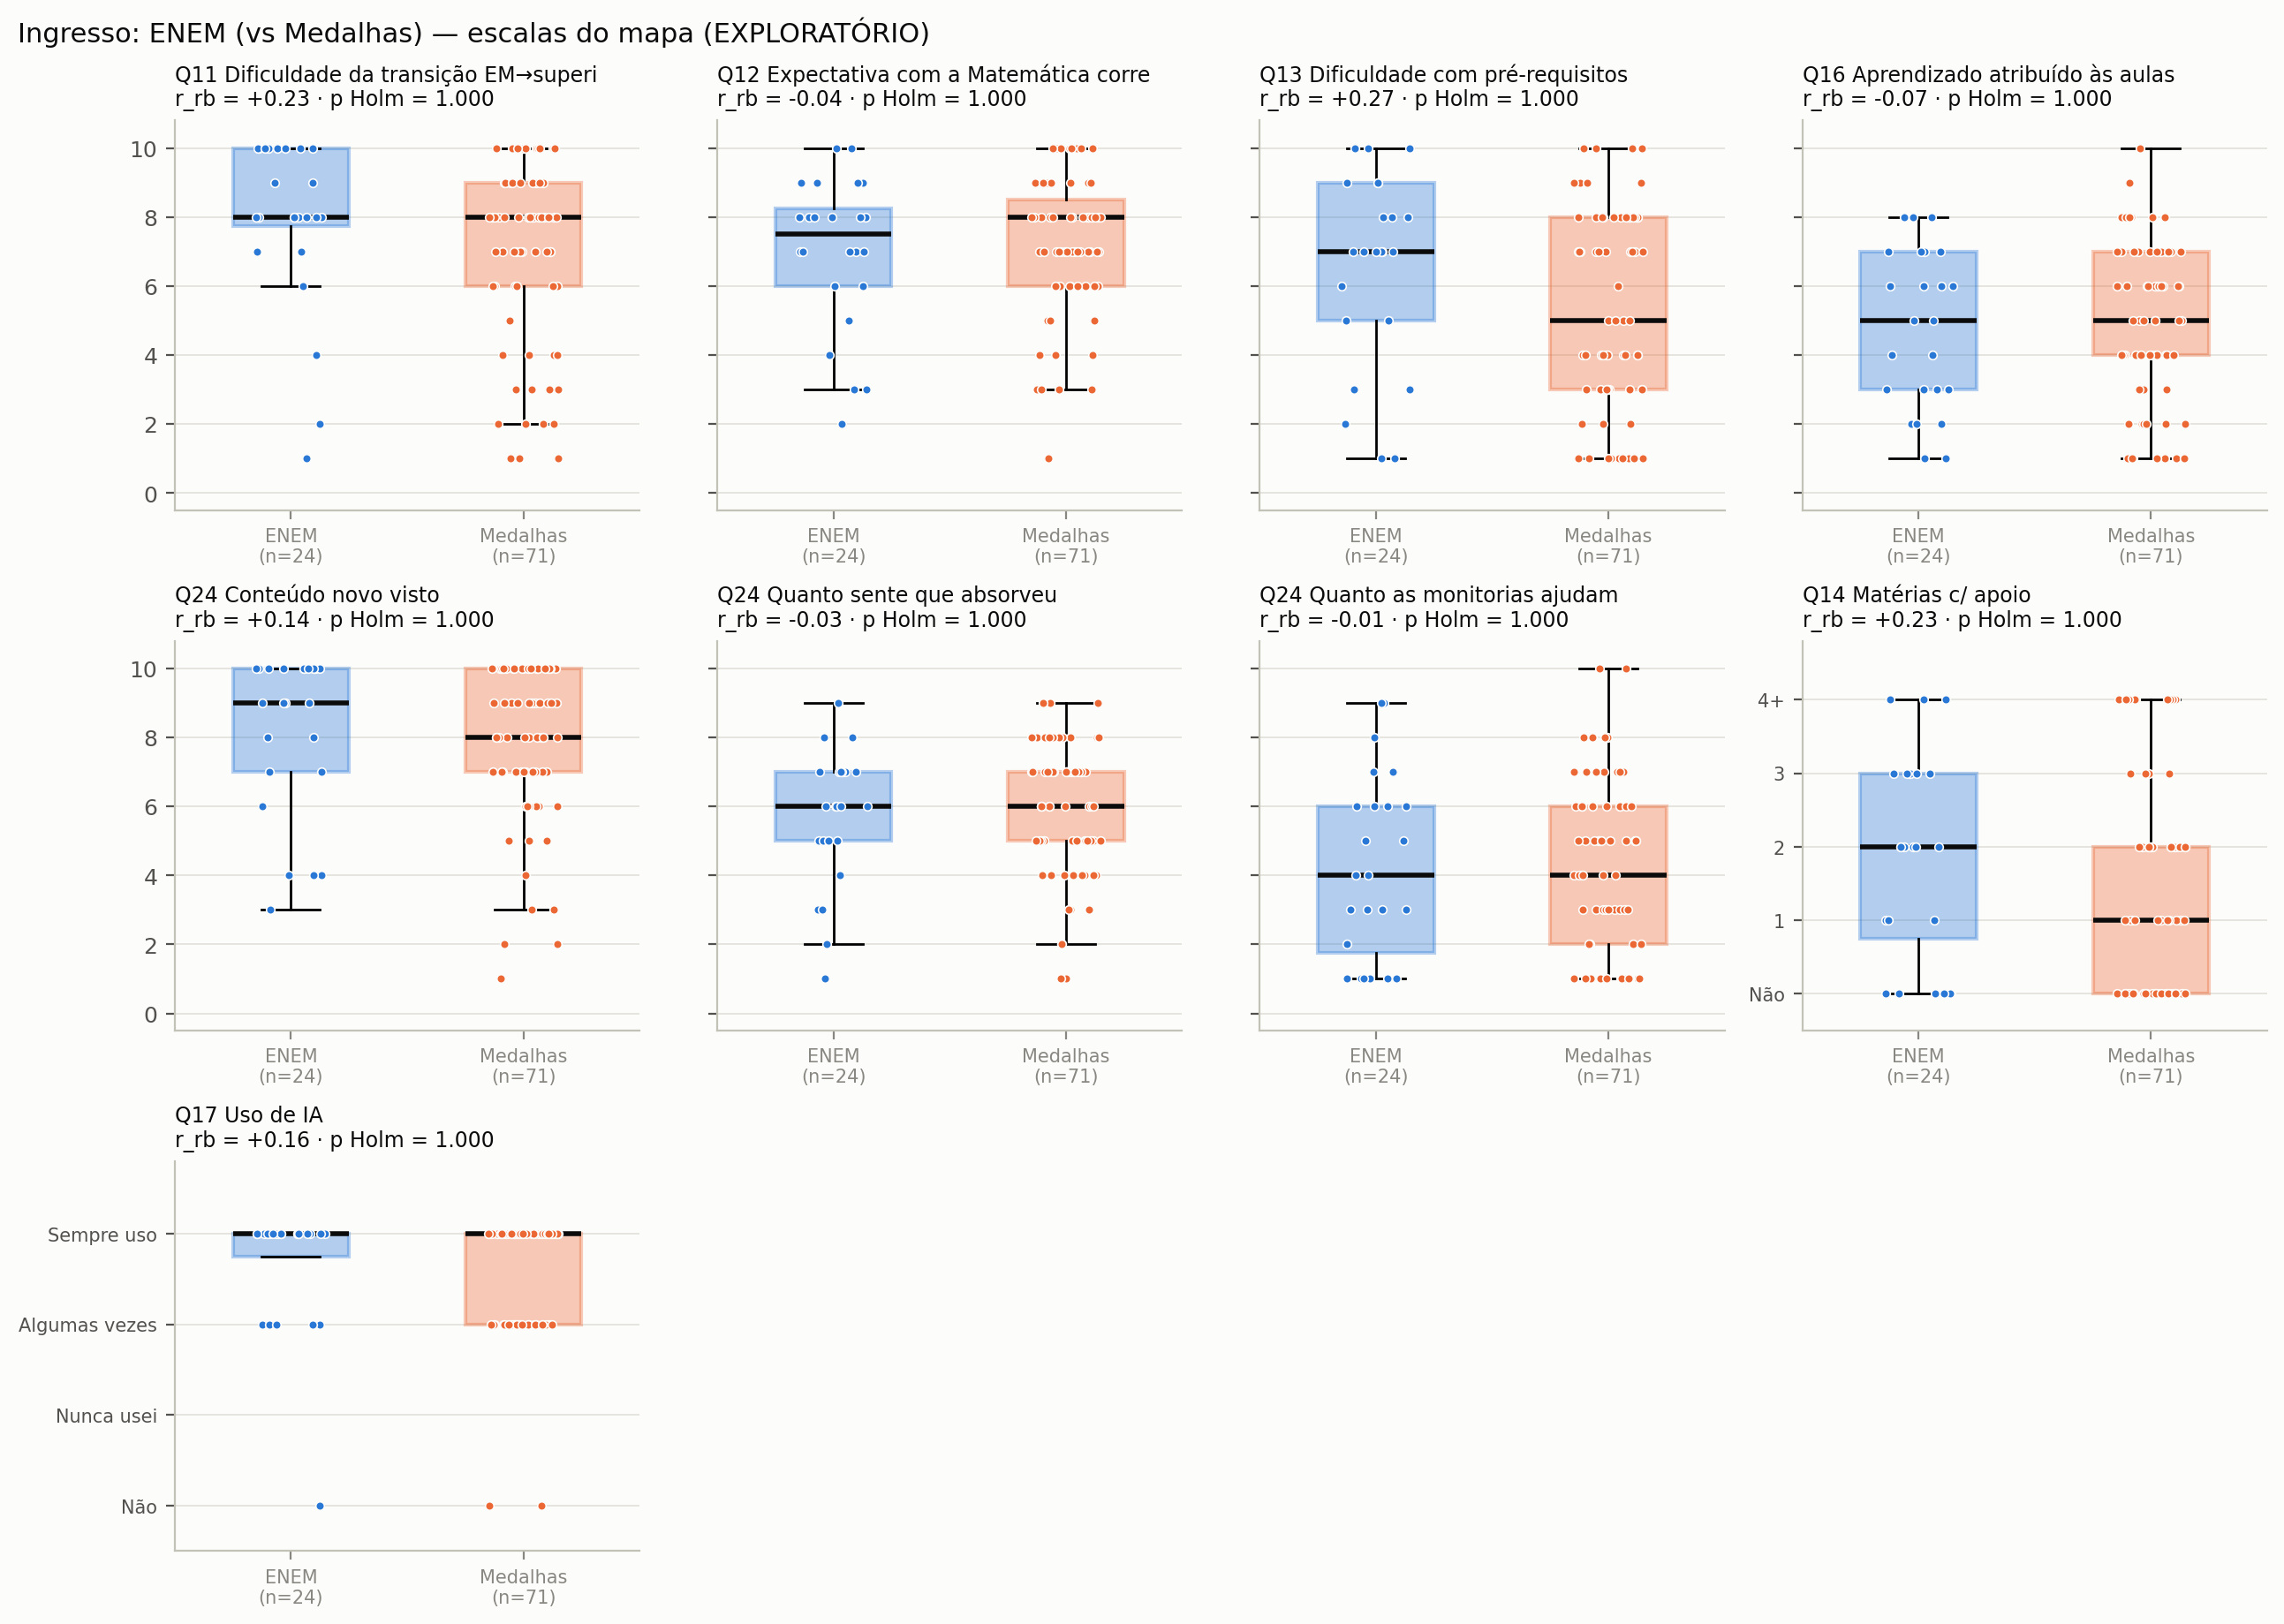 Ingresso: ENEM (vs Medalhas) — escalas do mapa (EXPLORATÓRIO)
Q11 Dificuldade da transição EM→superi
r_rb = +0.23 · p Holm = 1.000
Q12 Expectativa com a Matemática corre
r_rb = -0.04 · p Holm = 1.000
Q13 Dificuldade com pré-requisitos
r_rb = +0.27 · p Holm = 1.000
Q16 Aprendizado atribuído às aulas
r_rb = -0.07 · p Holm = 1.000
10
8
6
4
2
0
ENEM
(n=24)
Medalhas
(n=71)
ENEM
(n=24)
Medalhas
(n=71)
ENEM
(n=24)
Medalhas
(n=71)
ENEM
(n=24)
Medalhas
(n=71)
Q24 Conteúdo novo visto
r_rb = +0.14 · p Holm = 1.000
Q24 Quanto sente que absorveu
r_rb = -0.03 · p Holm = 1.000
Q24 Quanto as monitorias ajudam
r_rb = -0.01 · p Holm = 1.000
Q14 Matérias c/ apoio
r_rb = +0.23 · p Holm = 1.000
10
8
6
4
2
0
4+
3
2
1
Não
ENEM
(n=24)
Medalhas
(n=71)
ENEM
(n=24)
Medalhas
(n=71)
ENEM
(n=24)
Medalhas
(n=71)
ENEM
(n=24)
Medalhas
(n=71)
Q17 Uso de IA
r_rb = +0.16 · p Holm = 1.000
Sempre uso
Algumas vezes
Nunca usei
Não
ENEM
(n=24)
Medalhas
(n=71)